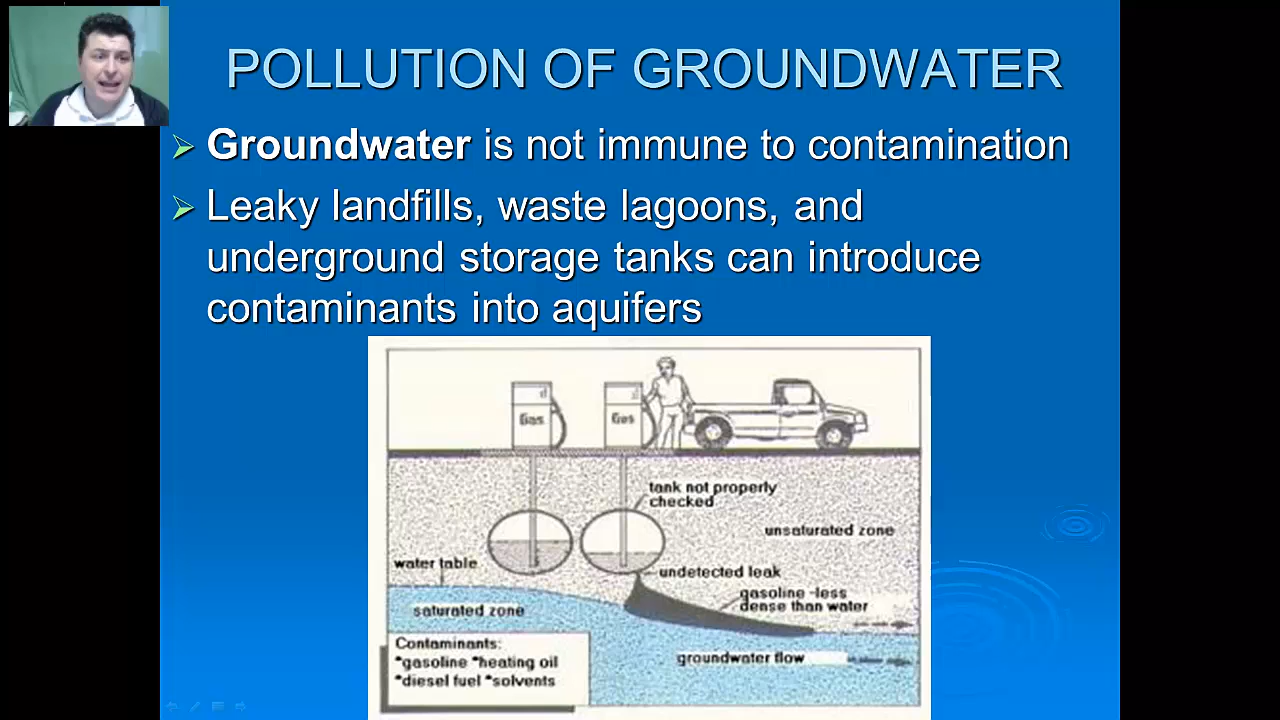 POLLUTION OF GROUNDWATER
Groundwater is not immune to contamination
Leaky landfills, waste lagoons, and
underground storage tanks can introduce
contaminants into aquifers
Gas
Gas
tank not properly
checked
unsaturated zone
water table
undetected leak
gasoline -less
dense than water
saturated zone
groundwater flow
Contaminants:
*gasoline *heating oil
*diesel fuel *solvents